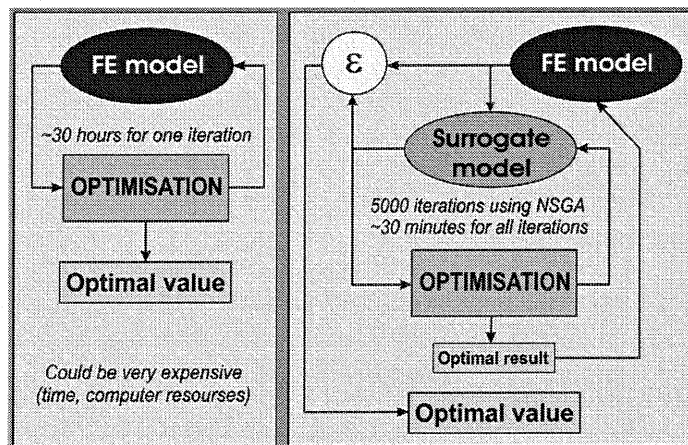 FE model
~30 hours for one iteration
OPTIMISATION
Optimal value
Could be very expensive
(time, computer resourses)
ε
FE model
Surrogate
model
5000 iterations using NSGA
~30 minutes for all iterations
OPTIMISATION
Optimal result
Optimal value